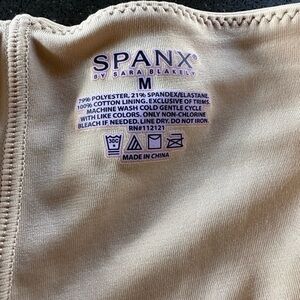 SPANX®
BY SARA BLAKELY
M
79% POLYESTER, 21% SPANDEX/ELASTANE.
100% COTTON LINING. EXCLUSIVE OF TRIMS.
MACHINE WASH COLD GENTLE CYCLE
WITH LIKE COLORS. ONLY NON-CHLORINE
BLEACH IF NEEDED. LINE DRY. DO NOT IRON.
RN#112121
30C
MADE IN CHINA